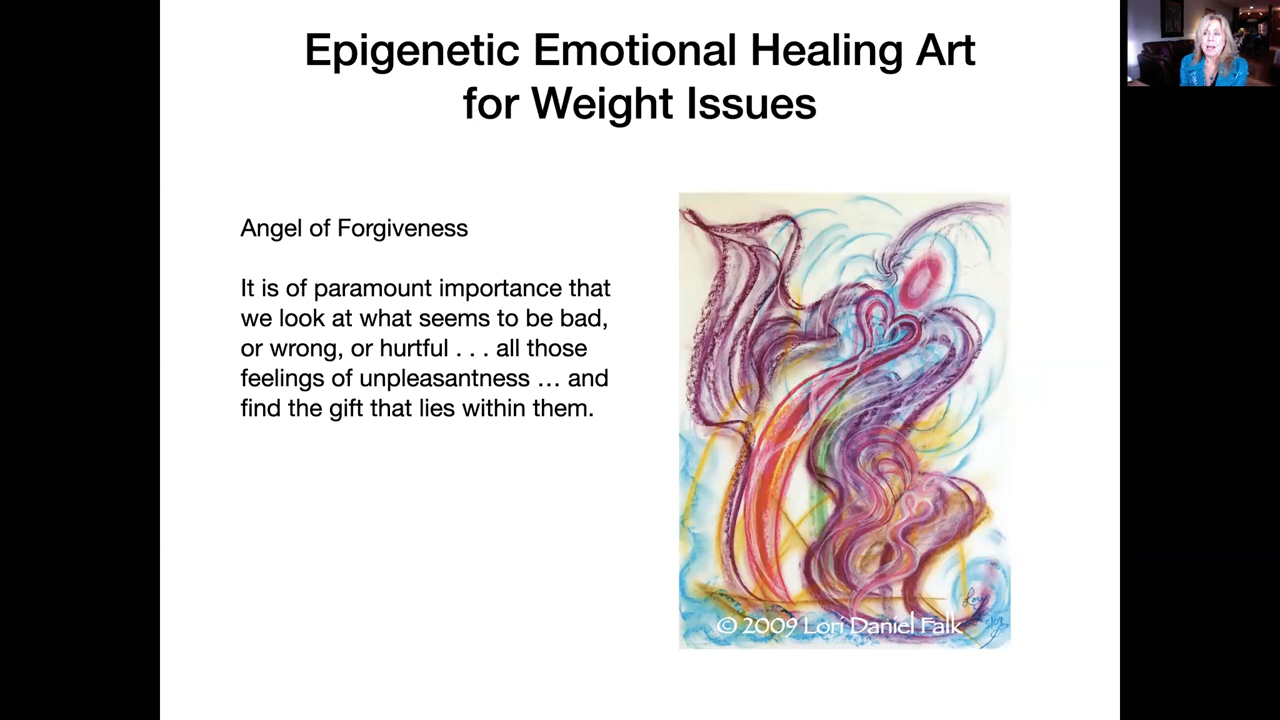 Epigenetic Emotional Healing Art
for Weight Issues
Angel of Forgiveness
It is of paramount importance that
we look at what seems to be bad,
or wrong, or hurtful . . . all those
feelings of unpleasantness … and
find the gift that lies within them.
© 2009 Lori Daniel Falk